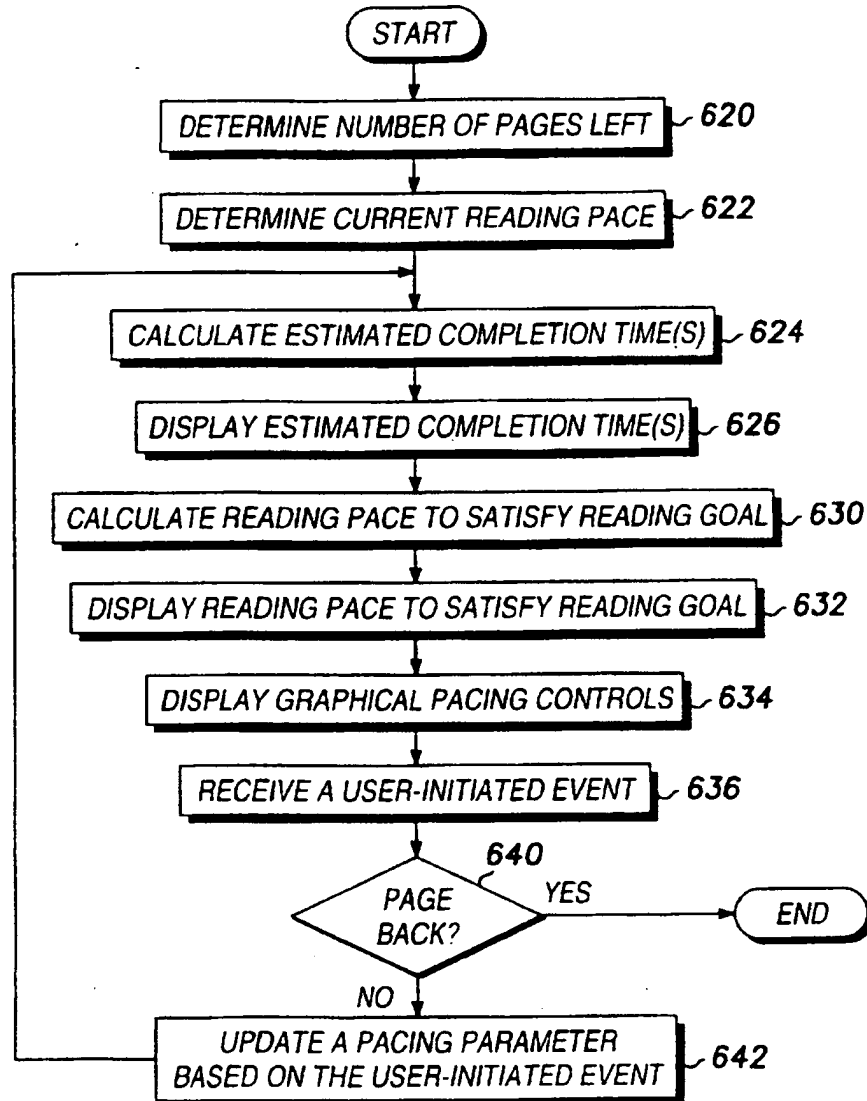 START
DETERMINE NUMBER OF PAGES LEFT 620
DETERMINE CURRENT READING PACE 622
CALCULATE ESTIMATED COMPLETION TIME(S) 624
DISPLAY ESTIMATED COMPLETION TIME(S) 626
CALCULATE READING PACE TO SATISFY READING GOAL 630
DISPLAY READING PACE TO SATISFY READING GOAL 632
DISPLAY GRAPHICAL PACING CONTROLS 634
RECEIVE A USER-INITIATED EVENT 636
640
PAGE
BACK?
YES
END
NO
UPDATE A PACING PARAMETER
BASED ON THE USER-INITIATED EVENT 642